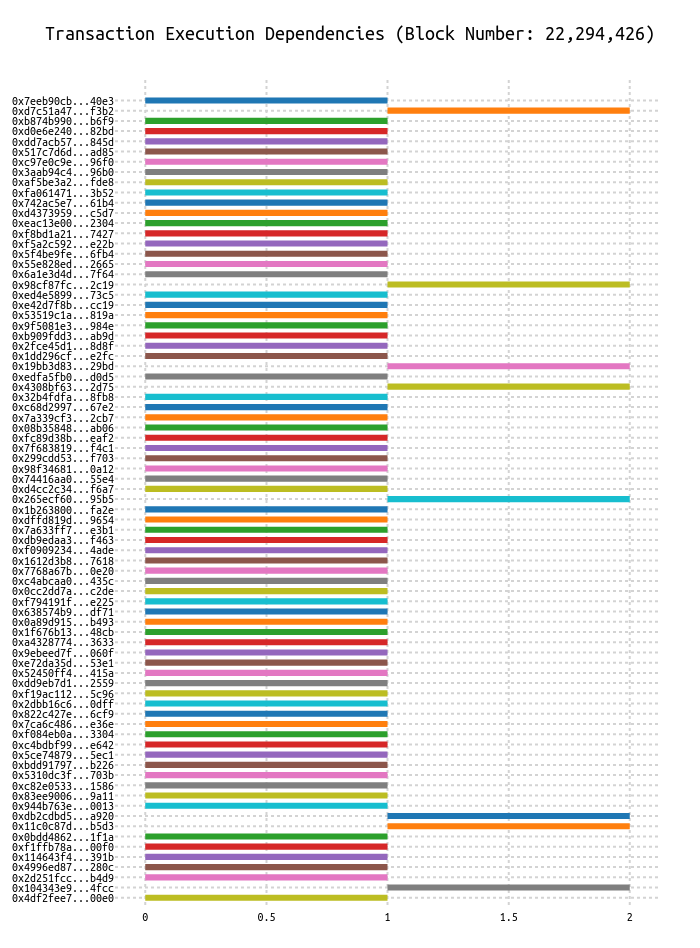 Transaction Execution Dependencies (Block Number: 22,294,426)
0x7eeb90cb...40e3
0xd7c51a47...f3b2
0xb874b990...b6f9
0xd0e6e240...82bd
0xdd7acb57...845d
0x517c7d6d...ad85
0xc97e0c9e...96f0
0x3aab94c4...96b0
0xaf5be3a2...fde8
0xfa061471...3b52
0x742ac5e7...61b4
0xd4373959...c5d7
0xeac13e00...2304
0xf8bd1a21...7427
0xf5a2c592...e22b
0x5f4be9fe...6fb4
0x55e828ed...2665
0x6a1e3d4d...7f64
0x98cf87fc...2c19
0xed4e5899...73c5
0xe42d7f8b...cc19
0x53519c1a...819a
0x9f5081e3...984e
0xb909fdd3...ab9d
0x2fce45d1...8d8f
0x1dd296cf...e2fc
0x19bb3d83...29bd
0xedfa5fb0...d0d5
0x4308bf63...2d75
0x32b4fdfa...8fb8
0xc68d2997...67e2
0x7a339cf3...2cb7
0x08b35848...ab06
0xfc89d38b...eaf2
0x7f683819...f4c1
0x299cdd53...f703
0x98f34681...0a12
0x74416aa0...55e4
0xd4cc2c34...f6a7
0x265ecf60...95b5
0x1b263800...fa2e
0xdffd819d...9654
0x7a633ff7...e3b1
0xdb9edaa3...f463
0xf0909234...4ade
0x1612d3b8...7618
0x7768a67b...0e20
0xc4abcaa0...435c
0x0cc2dd7a...c2de
0xf794191f...e225
0x638574b9...df71
0x0a89d915...b493
0x1f676b13...48cb
0xa4328774...3633
0x9ebeed7f...060f
0xe72da35d...53e1
0x52450ff4...415a
0xdd9eb7d1...2559
0xf19ac112...5c96
0x2dbb16c6...0dff
0x822c427e...6cf9
0x7ca6c486...e36e
0xf084eb0a...3304
0xc4bdbf99...e642
0x5ce74879...5ec1
0xbdd91797...b226
0x5310dc3f...703b
0xc82e0533...1586
0x83ee9006...9a11
0x944b763e...0013
0xdb2cdbd5...a920
0x11c0c87d...b5d3
0x0bdd4862...1f1a
0xf1ffb78a...00f0
0x114643f4...391b
0x4996ed87...280c
0x2d251fcc...b4d9
0x104343e9...4fcc
0x4df2fee7...00e0
0 0.5 1 1.5 2